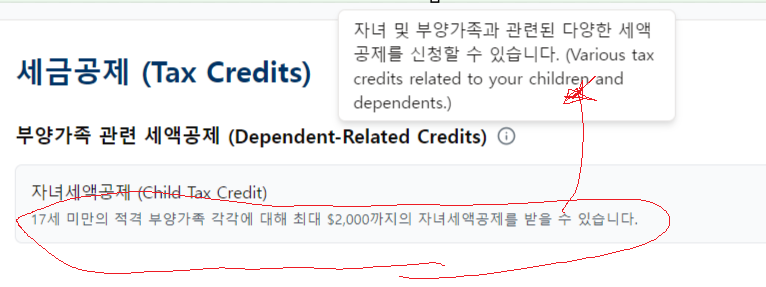 자녀 및 부양가족과 관련된 다양한 세액
공제를 신청할 수 있습니다. (Various tax
credits related to your children and
dependents.)
세금공제 (Tax Credits)
부양가족 관련 세액공제 (Dependent-Related Credits)
자녀세액공제 (Child Tax Credit)
17세 미만의 적격 부양가족 각각에 대해 최대 $2,000까지의 자녀세액공제를 받을 수 있습니다.